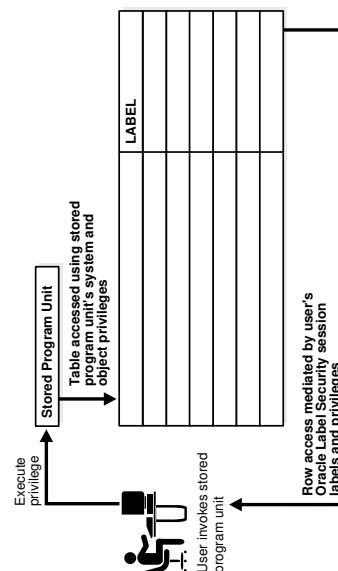 Execute
privilege
Stored Program Unit
Table accessed using stored
program unit's system and
object privileges
LABEL
User invokes stored
program unit
Row access mediated by user's
Oracle Label Security session
labels and privileges